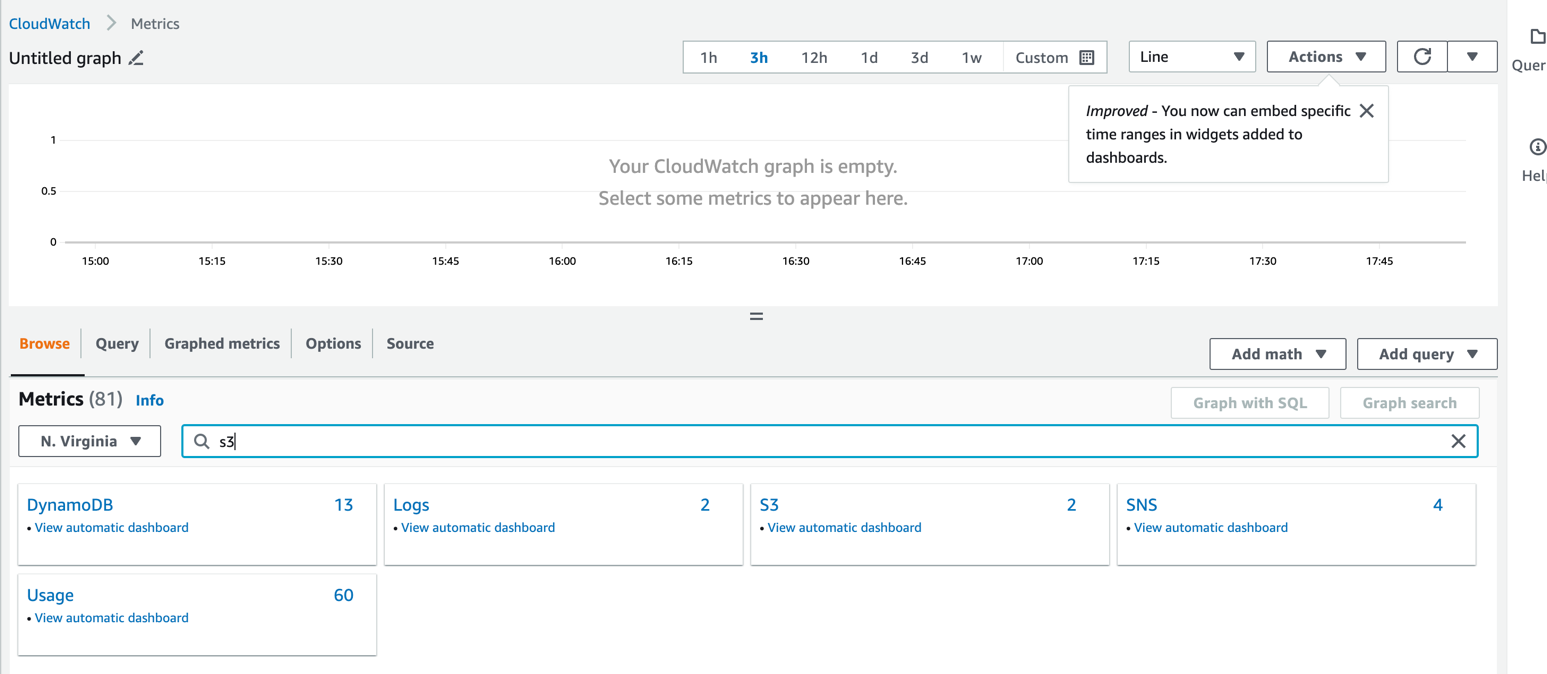 CloudWatch Metrics
Untitled graph
1h 3h 12h 1d 3d 1w Custom
Line
Actions
Improved - You now can embed specific
time ranges in widgets added to
dashboards.
1
0.5
0
Your CloudWatch graph is empty.
Select some metrics to appear here.
15:00 15:15 15:30 15:45 16:00 16:15 16:30 16:45 17:00 17:15 17:30 17:45
Browse Query Graphed metrics Options Source
Add math Add query
Metrics (81) Info
Graph with SQL Graph search
N. Virginia
s3
DynamoDB 13
• View automatic dashboard
Logs 2
• View automatic dashboard
S3 2
• View automatic dashboard
SNS 4
• View automatic dashboard
Usage 60
• View automatic dashboard
Quer
Hel